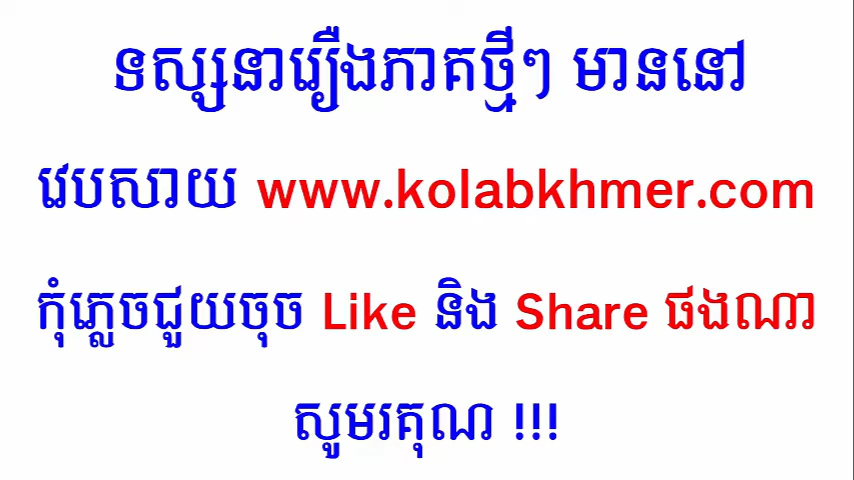 ទស្សនារឿងភាគថ្មីៗ មាននៅ
វេបសាយ www.kolabkhmer.com
កុំភ្លេចជួយចុច Like និង Share ផងណា
សូមរគុណ !!!